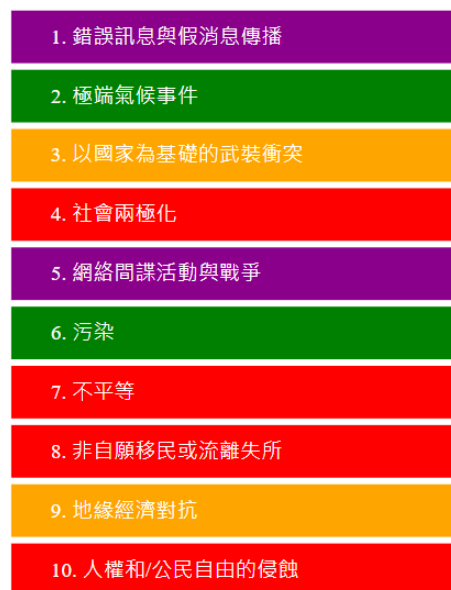 1. 錯誤訊息與假消息傳播
2. 極端氣候事件
3. 以國家為基礎的武裝衝突
4. 社會兩極化
5. 網絡間諜活動與戰爭
6. 污染
7. 不平等
8. 非自願移民或流離失所
9. 地緣經濟對抗
10. 人權和/公民自由的侵蝕